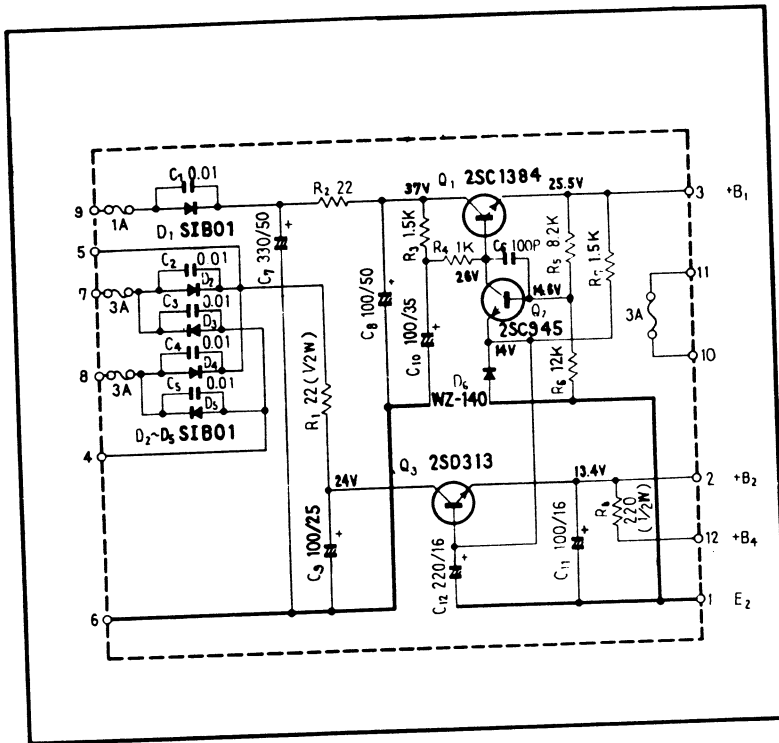 C₁ 0.01
9
1A
D₁ SIB01
5
C₂ 0.01
7
3A
D₂
C₃ 0.01
D₃
C₄ 0.01
8
3A
D₄
C₅ 0.01
D₅
D₂~D₅ SIB01
4
6
C₇ 330/50
R₂ 22
R₁ 22 (1/2W)
C₈ 100/50
37V
Q₁ 2SC1384
25.5V
R₃ 1.5K
R₄ 1K
C₆ 100P
26V
14.6V
Q₂
2SC945
14V
C₁₀ 100/35
D₆
WZ-140
R₅ 8.2K
R₇ 1.5K
R₆ 12K
3 +B₁
11
3A
10
24V
Q₃ 2SD313
13.4V
C₉ 100/25
C₁₂ 220/16
C₁₁ 100/16
R₈ 220 (1/2W)
2 +B₂
12 +B₄
1 E₂